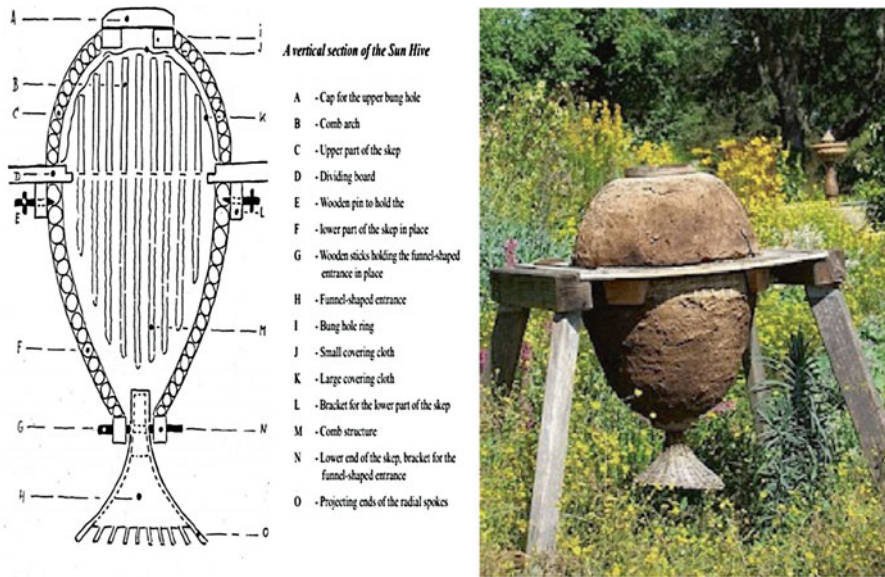 A
B
C
D
E
F
G
H
I
J
K
L
M
N
O
A vertical section of the Sun Hive
A - Cap for the upper bung hole
B - Comb arch
C - Upper part of the skep
D - Dividing board
E - Wooden pin to hold the
F - lower part of the skep in place
G - Wooden sticks holding the funnel-shaped
entrance in place
H - Funnel-shaped entrance
I - Bung hole ring
J - Small covering cloth
K - Large covering cloth
L - Bracket for the lower part of the skep
M - Comb structure
N - Lower end of the skep, bracket for the
funnel-shaped entrance
O - Projecting ends of the radial spokes